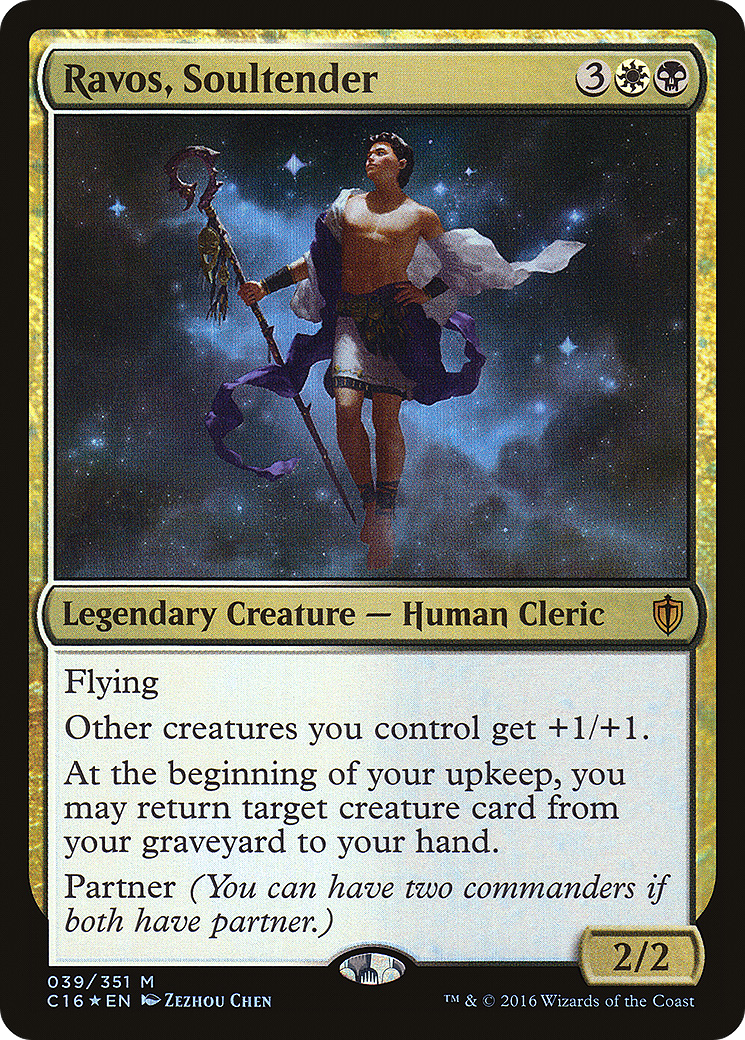 Ravos, Soultender 3
Legendary Creature — Human Cleric
Flying
Other creatures you control get +1/+1.
At the beginning of your upkeep, you
may return target creature card from
your graveyard to your hand.
Partner (You can have two commanders if
both have partner.)
2/2
039/351 M
C16★EN Zezhou Chen
™ & © 2016 Wizards of the Coast